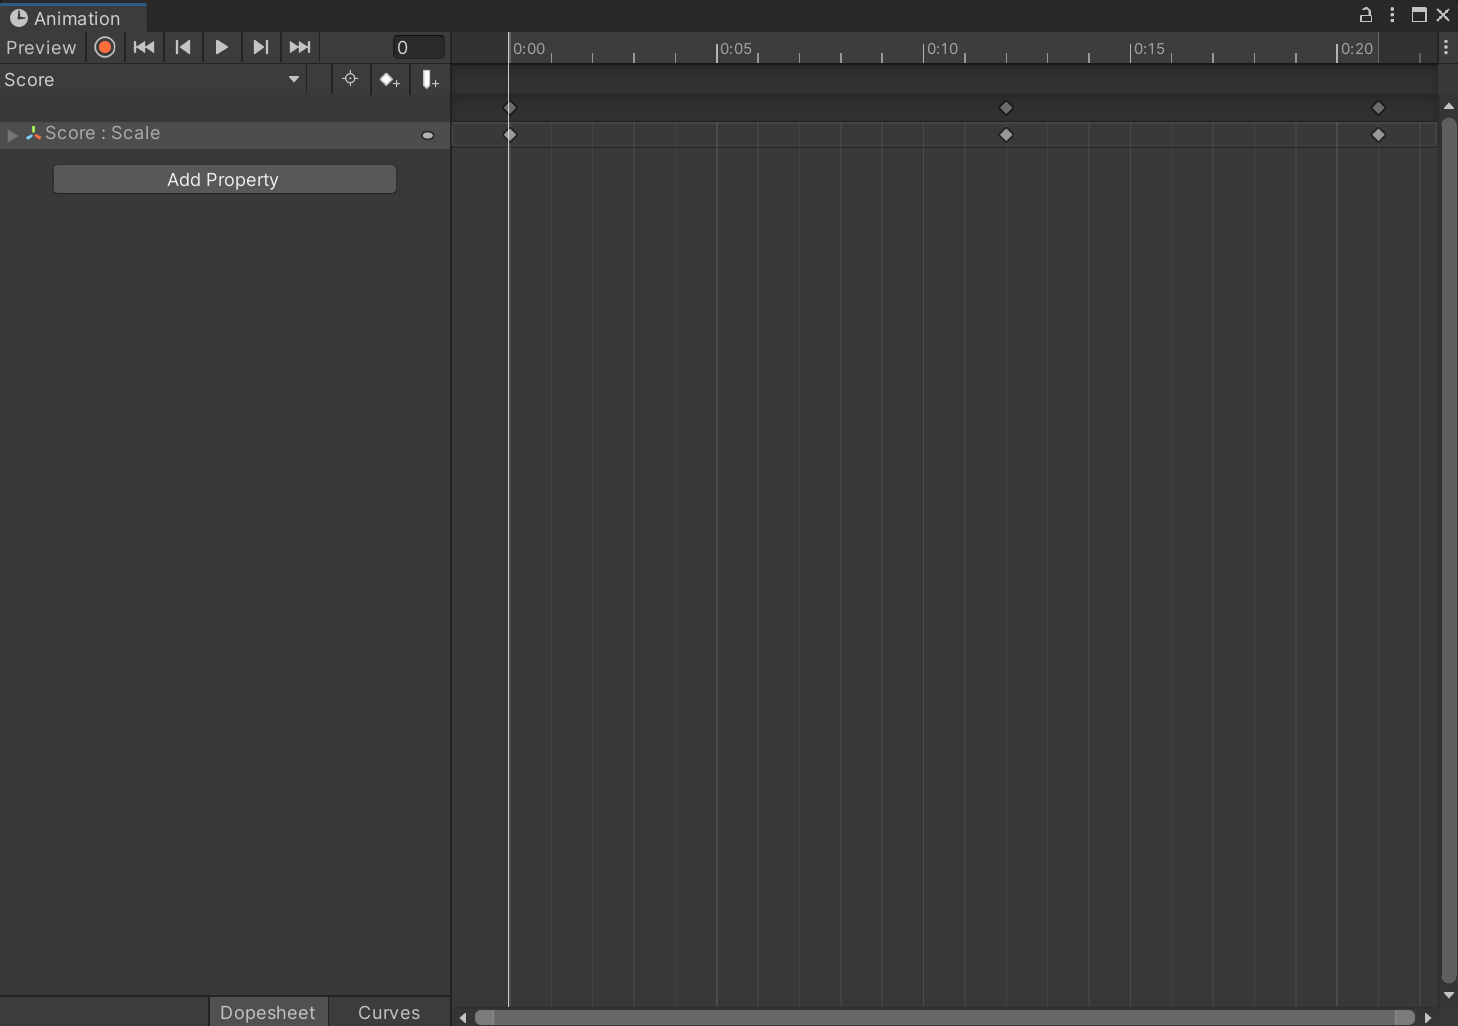 Animation
Preview
0
0:00 0:05 0:10 0:15 0:20
Score
Score : Scale
Add Property
Dopesheet Curves